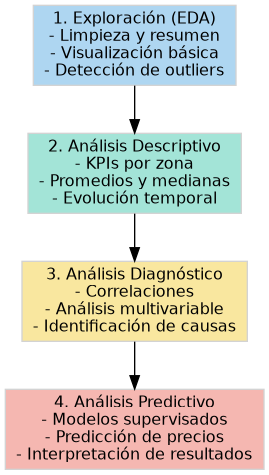 1. Exploración (EDA)
- Limpieza y resumen
- Visualización básica
- Detección de outliers
2. Análisis Descriptivo
- KPIs por zona
- Promedios y medianas
- Evolución temporal
3. Análisis Diagnóstico
- Correlaciones
- Análisis multivariable
- Identificación de causas
4. Análisis Predictivo
- Modelos supervisados
- Predicción de precios
- Interpretación de resultados